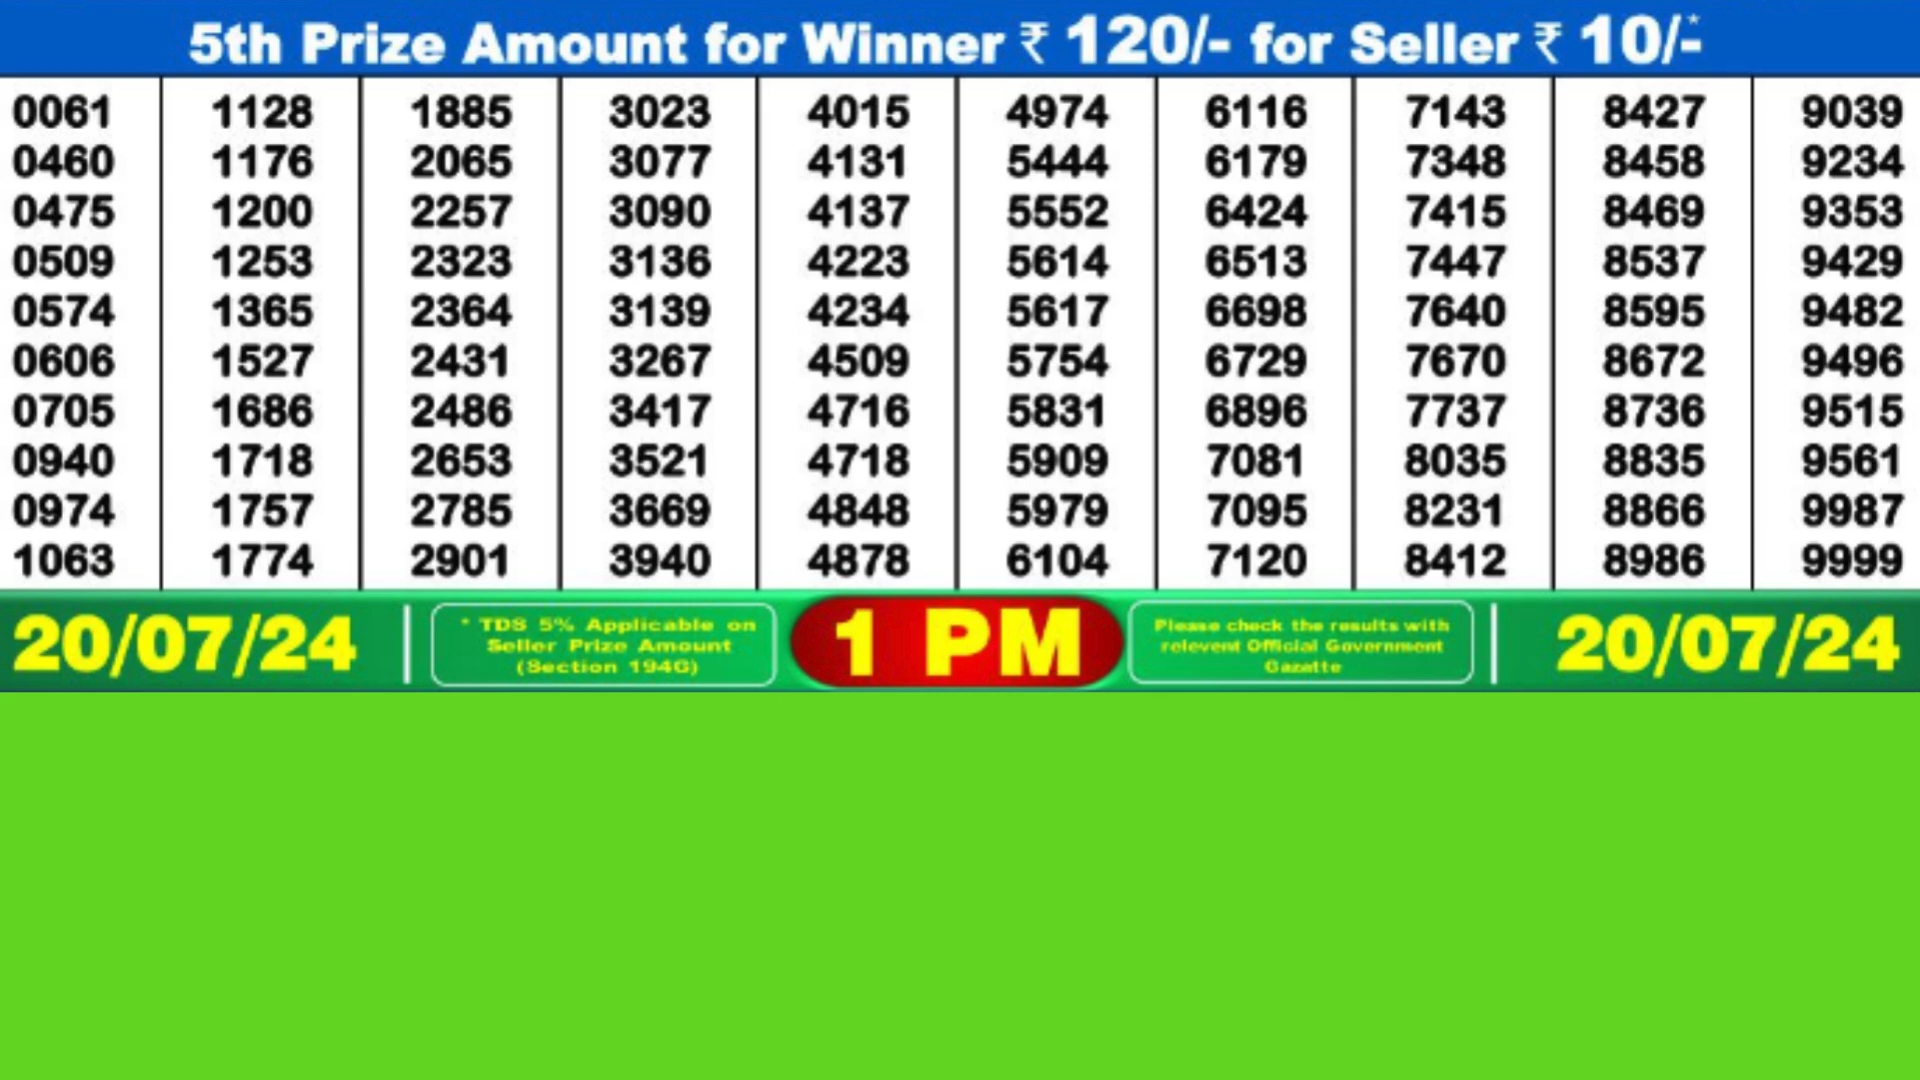 5th Prize Amount for Winner ₹ 120/- for Seller ₹ 10/-*
0061 1128 1885 3023 4015 4974 6116 7143 8427 9039
0460 1176 2065 3077 4131 5444 6179 7348 8458 9234
0475 1200 2257 3090 4137 5552 6424 7415 8469 9353
0509 1253 2323 3136 4223 5614 6513 7447 8537 9429
0574 1365 2364 3139 4234 5617 6698 7640 8595 9482
0606 1527 2431 3267 4509 5754 6729 7670 8672 9496
0705 1686 2486 3417 4716 5831 6896 7737 8736 9515
0940 1718 2653 3521 4718 5909 7081 8035 8835 9561
0974 1757 2785 3669 4848 5979 7095 8231 8866 9987
1063 1774 2901 3940 4878 6104 7120 8412 8986 9999
20/07/24
* TDS 5% Applicable on
Seller Prize Amount
(Section 194G)
1 PM
Please check the results with
relevent Official Government
Gazatte
20/07/24